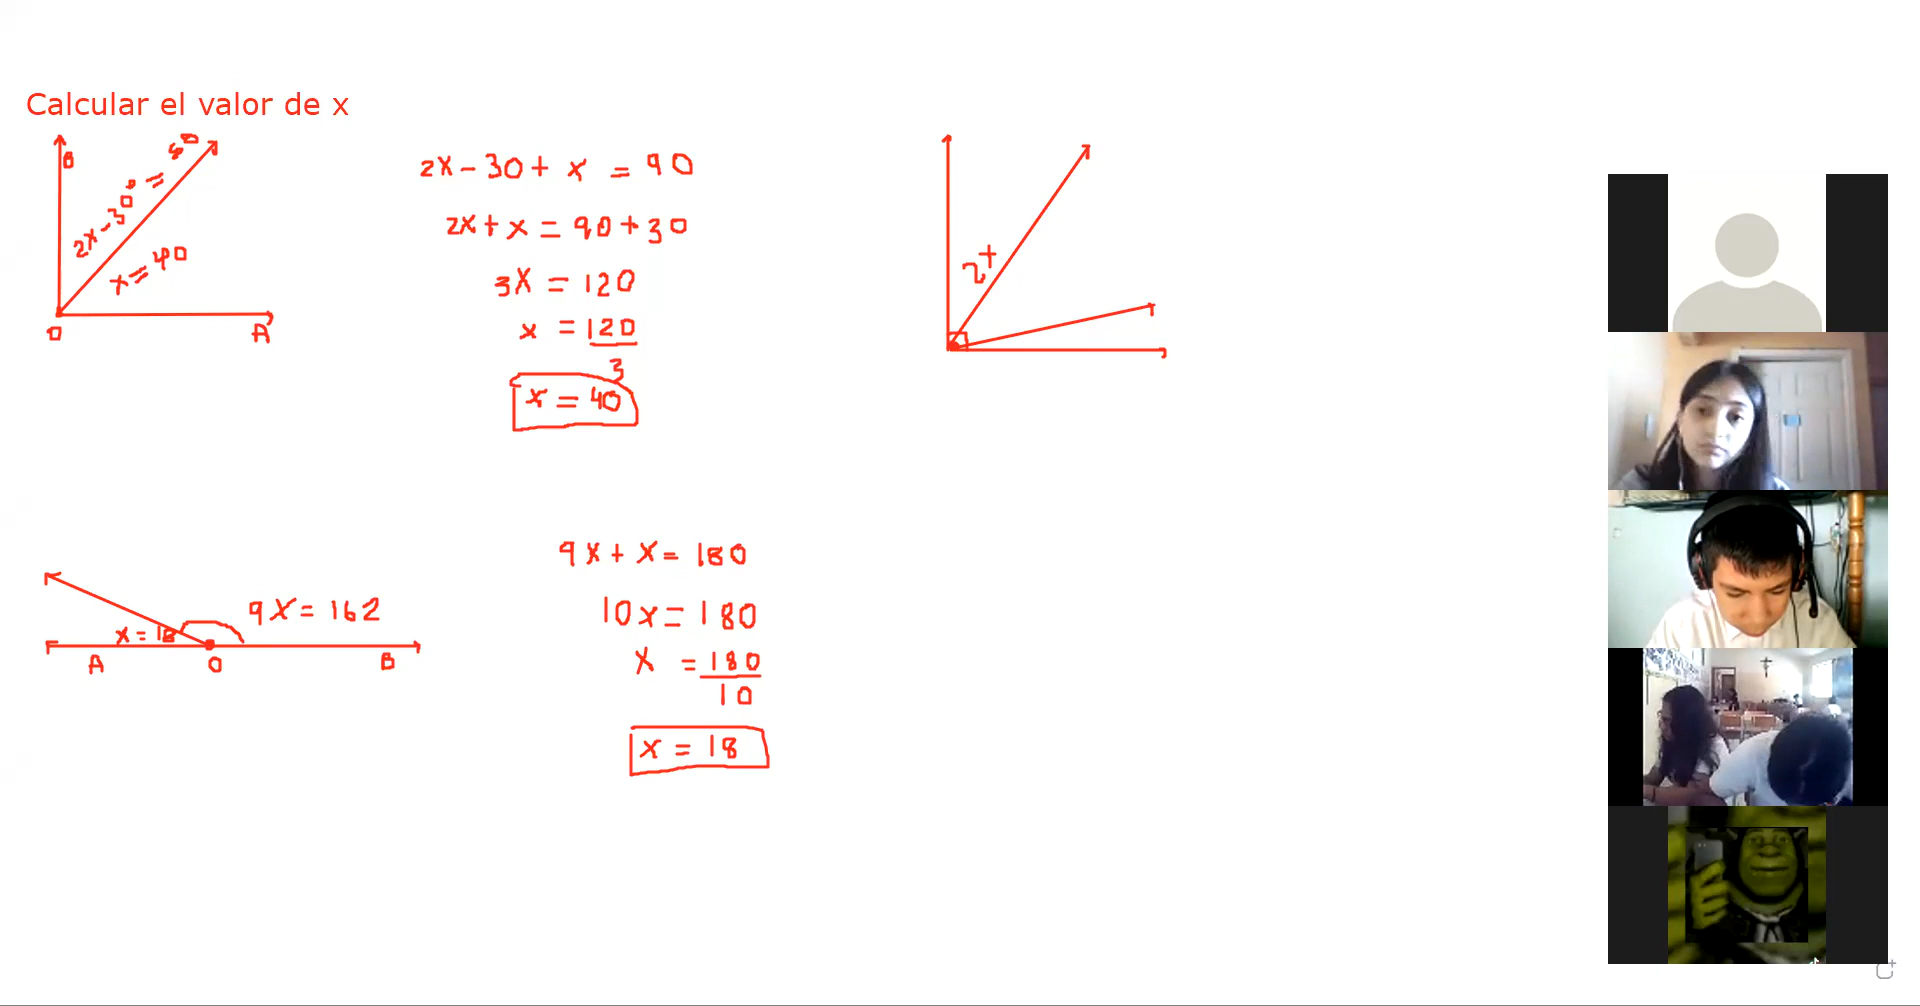 Calcular el valor de x
B
2x-30°=50
x=40
O
A
2x-30+x=90
2x+x=90+30
3x=120
x=120
3
x=40
2x
x=18
9x=162
A
O
B
9x+x=180
10x=180
x=180
10
x=18